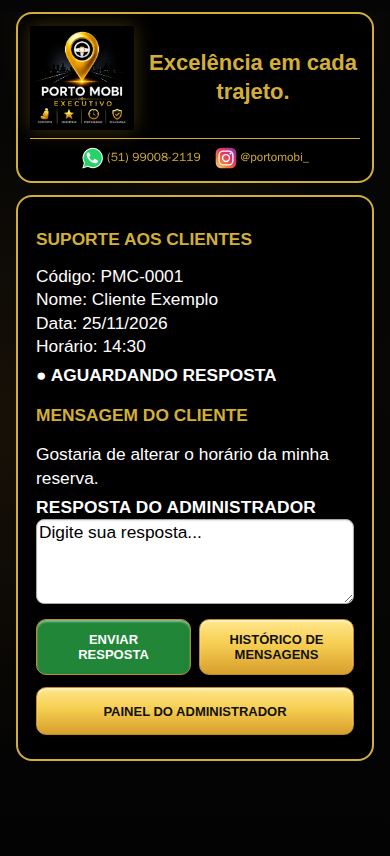 PORTO MOBI
EXECUTIVO
Excelência em cada
trajeto.
(51) 99008-2119 @portomobi_
SUPORTE AOS CLIENTES
Código: PMC-0001
Nome: Cliente Exemplo
Data: 25/11/2026
Horário: 14:30
● AGUARDANDO RESPOSTA
MENSAGEM DO CLIENTE
Gostaria de alterar o horário da minha
reserva.
RESPOSTA DO ADMINISTRADOR
Digite sua resposta...
ENVIAR
RESPOSTA
HISTÓRICO DE
MENSAGENS
PAINEL DO ADMINISTRADOR